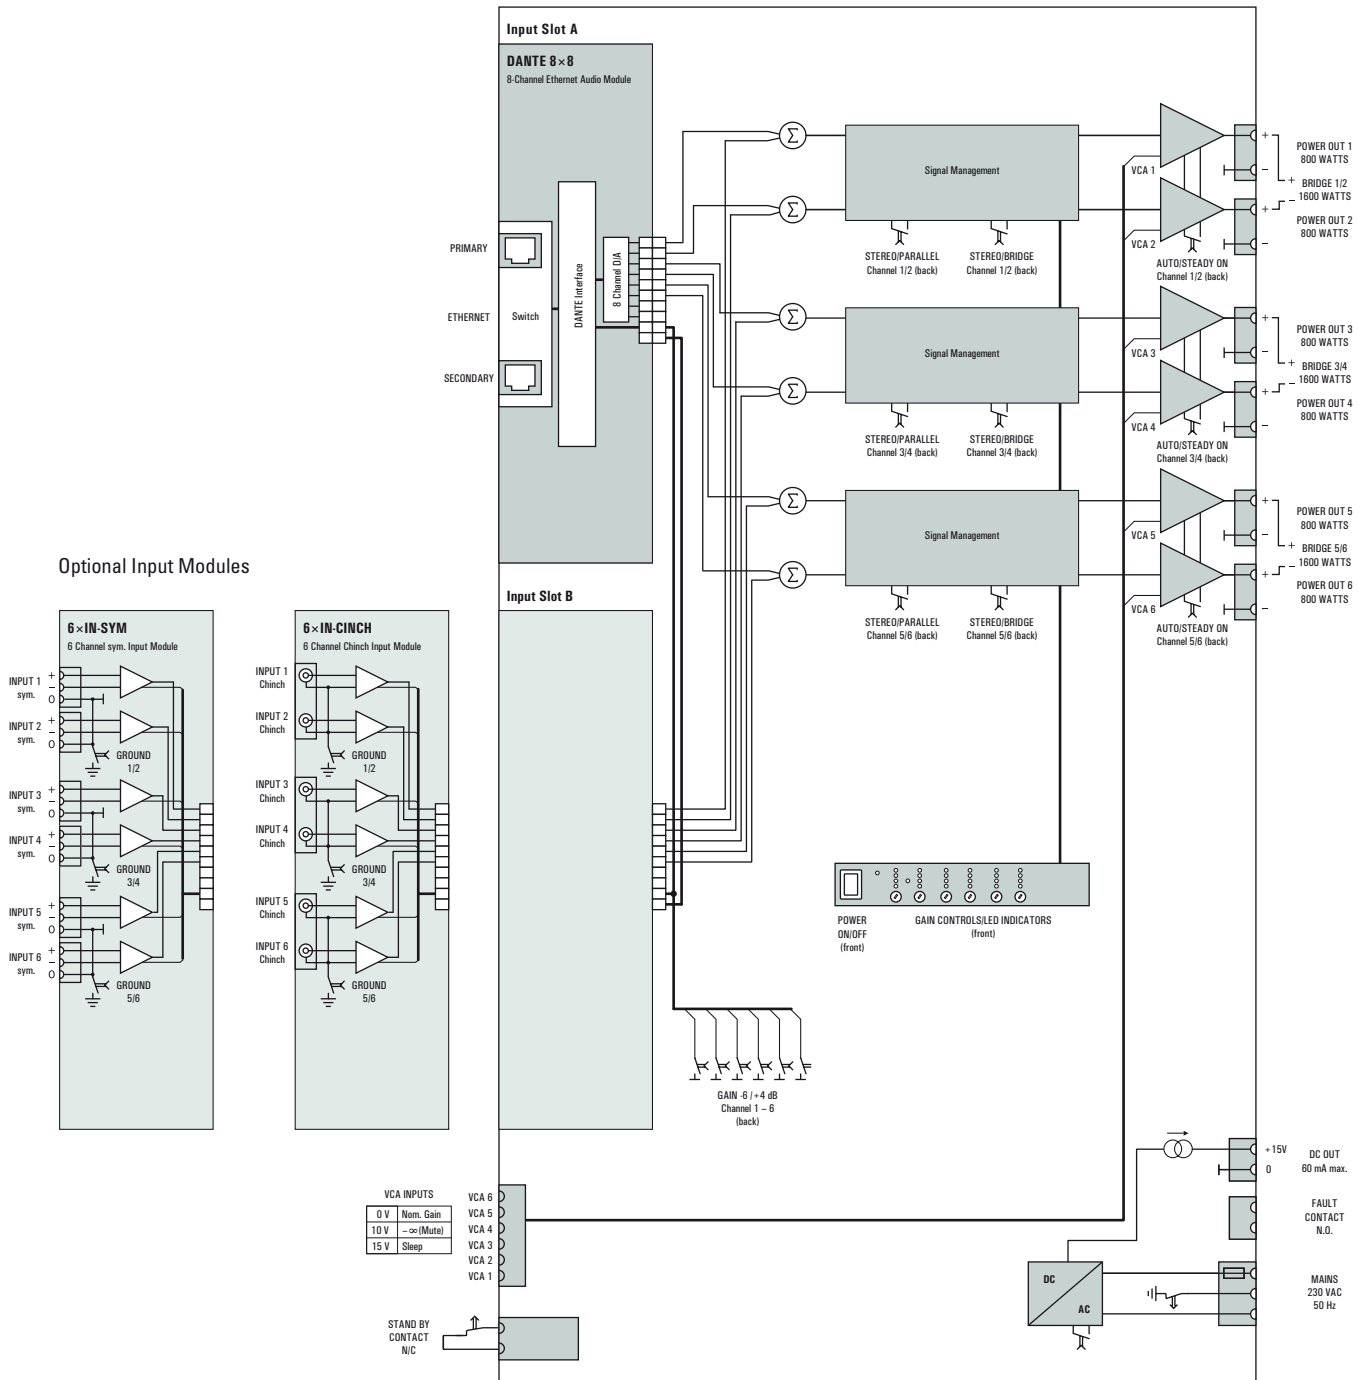 Input Slot A
DANTE 8×8
8-Channel Ethernet Audio Module
PRIMARY
ETHERNET
SECONDARY
Switch
DANTE Interface
8 Channel D/A
Σ
Σ
Signal Management
STEREO/PARALLEL
Channel 1/2 (back)
STEREO/BRIDGE
Channel 1/2 (back)
VCA 1
VCA 2
AUTO/STEADY ON
Channel 1/2 (back)
+
−
+
−
POWER OUT 1
800 WATTS
+ BRIDGE 1/2
− 1600 WATTS
POWER OUT 2
800 WATTS
Σ
Σ
Signal Management
STEREO/PARALLEL
Channel 3/4 (back)
STEREO/BRIDGE
Channel 3/4 (back)
VCA 3
VCA 4
AUTO/STEADY ON
Channel 3/4 (back)
+
−
+
−
POWER OUT 3
800 WATTS
+ BRIDGE 3/4
− 1600 WATTS
POWER OUT 4
800 WATTS
Σ
Σ
Signal Management
STEREO/PARALLEL
Channel 5/6 (back)
STEREO/BRIDGE
Channel 5/6 (back)
VCA 5
VCA 6
AUTO/STEADY ON
Channel 5/6 (back)
+
−
+
−
POWER OUT 5
800 WATTS
+ BRIDGE 5/6
− 1600 WATTS
POWER OUT 6
800 WATTS
Optional Input Modules
6×IN-SYM
6 Channel sym. Input Module
INPUT 1
sym.
+
−
0
INPUT 2
sym.
+
−
0
GROUND
1/2
INPUT 3
sym.
+
−
0
INPUT 4
sym.
+
−
0
GROUND
3/4
INPUT 5
sym.
+
−
0
INPUT 6
sym.
+
−
0
GROUND
5/6
6×IN-CINCH
6 Channel Chinch Input Module
INPUT 1
Chinch
INPUT 2
Chinch
GROUND
1/2
INPUT 3
Chinch
INPUT 4
Chinch
GROUND
3/4
INPUT 5
Chinch
INPUT 6
Chinch
GROUND
5/6
Input Slot B
POWER
ON/OFF
(front)
GAIN CONTROLS/LED INDICATORS
(front)
GAIN -6 / +4 dB
Channel 1 – 6
(back)
VCA INPUTS
0 V Nom. Gain
10 V – ∞ (Mute)
15 V Sleep
VCA 6
VCA 5
VCA 4
VCA 3
VCA 2
VCA 1
STAND BY
CONTACT
N/C
+15V
0
DC OUT
60 mA max.
FAULT
CONTACT
N.O.
DC
AC
MAINS
230 VAC
50 Hz